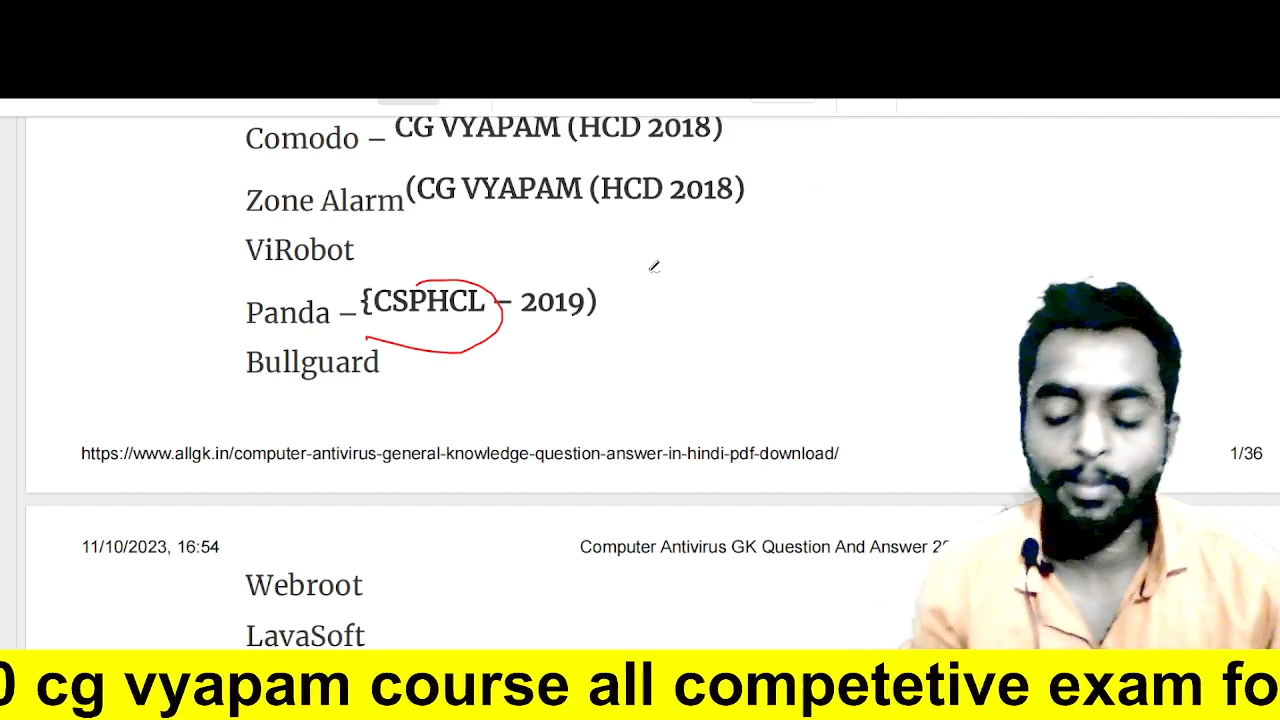 Comodo – CG VYAPAM (HCD 2018)
Zone Alarm(CG VYAPAM (HCD 2018)
ViRobot
Panda –{CSPHCL – 2019)
Bullguard
https://www.allgk.in/computer-antivirus-general-knowledge-question-answer-in-hindi-pdf-download/ 1/36
11/10/2023, 16:54 Computer Antivirus GK Question And Answer
Webroot
LavaSoft
cg vyapam course all competetive exam